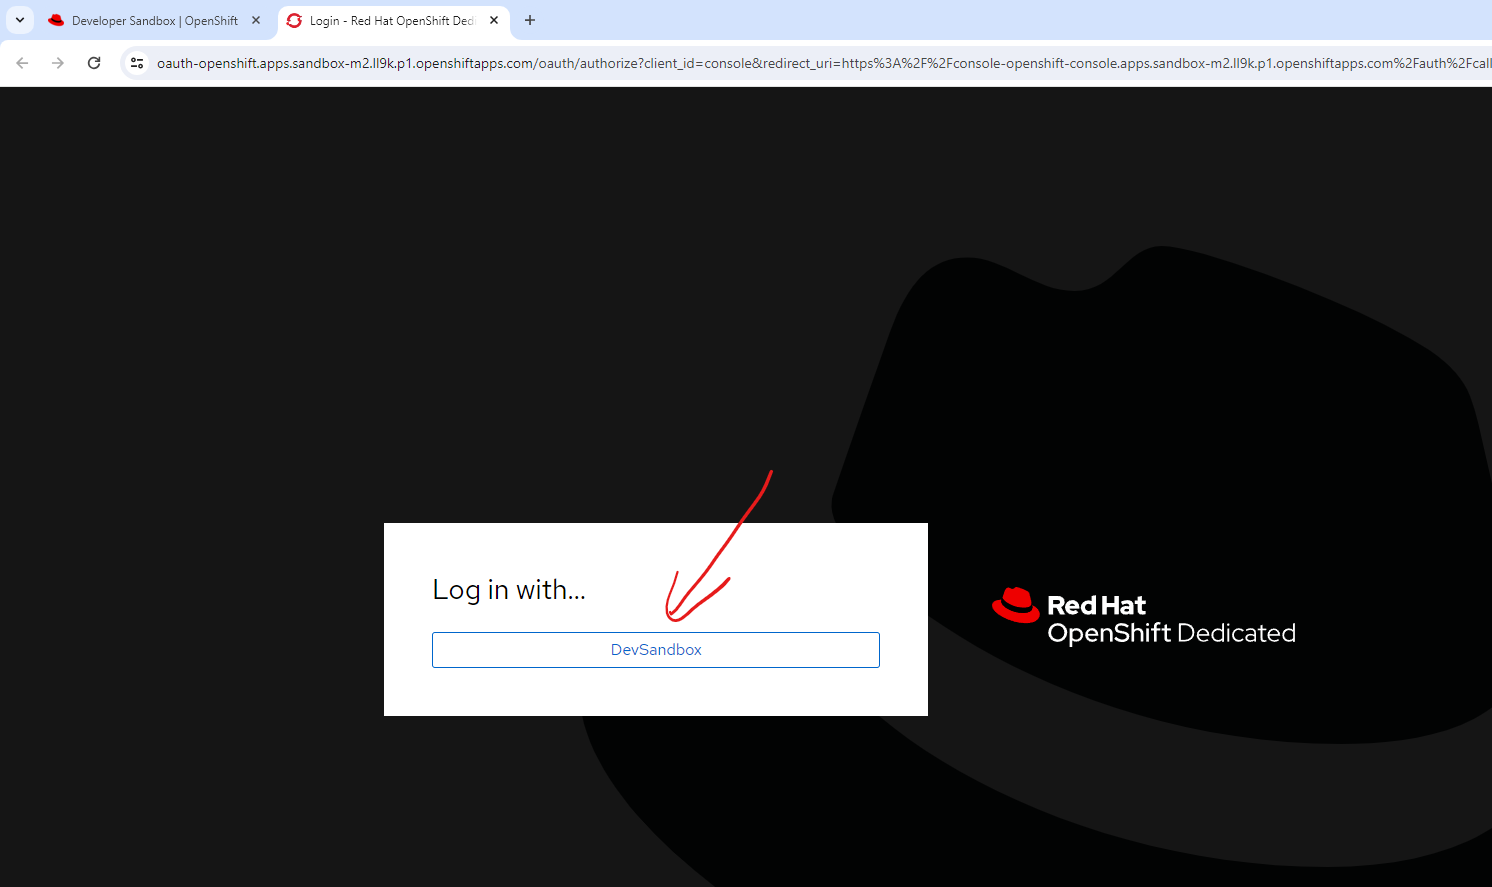 Developer Sandbox | OpenShift
Login - Red Hat OpenShift Dedi
oauth-openshift.apps.sandbox-m2.ll9k.p1.openshiftapps.com/oauth/authorize?client_id=console&redirect_uri=https%3A%2F%2Fconsole-openshift-console.apps.sandbox-m2.ll9k.p1.openshiftapps.com%2Fauth%2Fcall
Log in with...
DevSandbox
Red Hat
OpenShift Dedicated